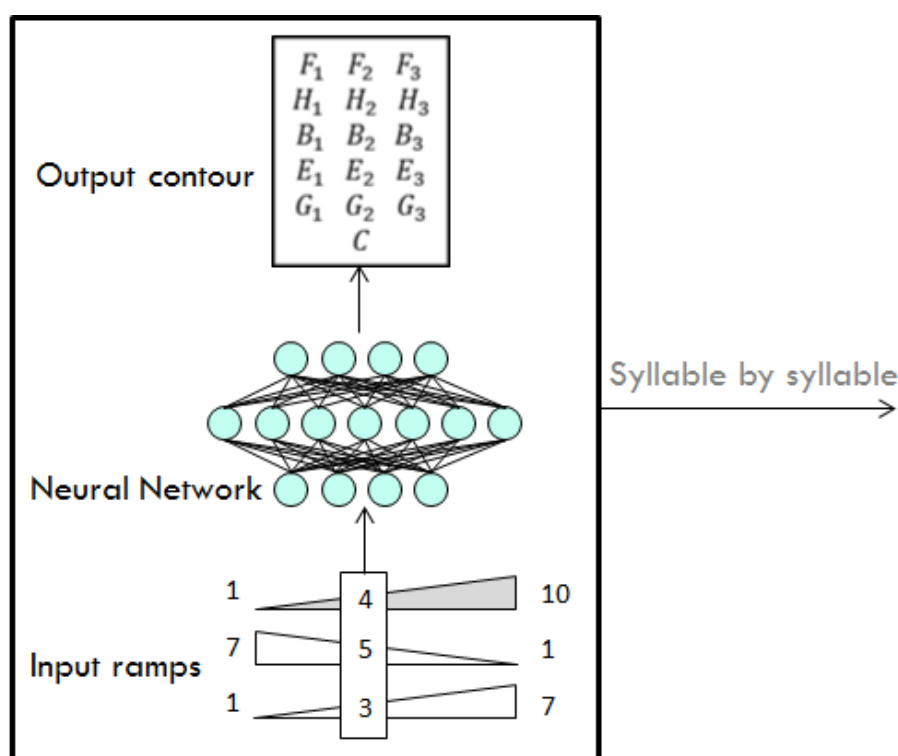 F₁ F₂ F₃
H₁ H₂ H₃
B₁ B₂ B₃
Output contour
E₁ E₂ E₃
G₁ G₂ G₃
C
Syllable by syllable
Neural Network
1 4 10
7 5 1
Input ramps
1 3 7